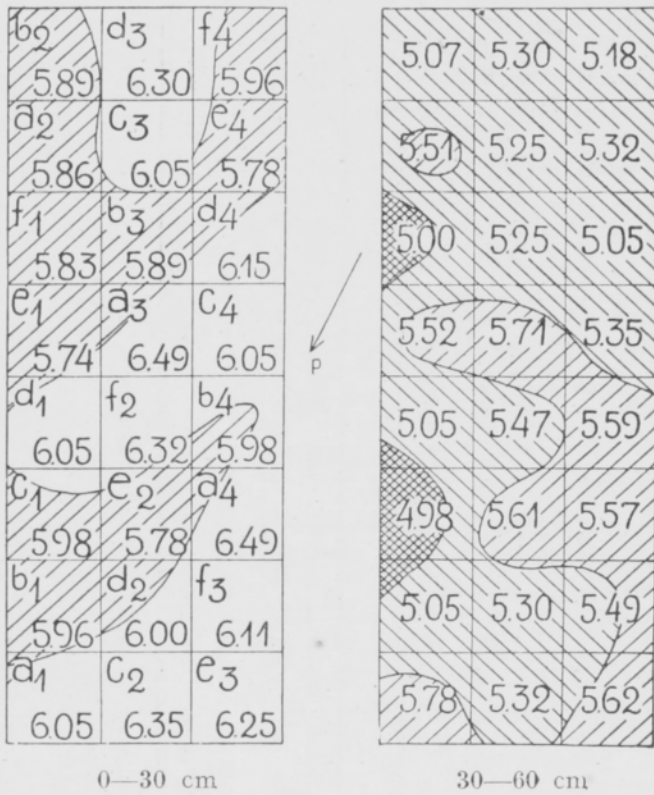 b2 d3 f4
5.89 6.30 5.96
a2 c3 e4
5.86 6.05 5.78
f1 b3 d4
5.83 5.89 6.15
e1 a3 c4
5.74 6.49 6.05
d1 f2 b4
6.05 6.32 5.98
c1 e2 a4
5.98 5.78 6.49
b1 d2 f3
5.96 6.00 6.11
a1 c2 e3
6.05 6.35 6.25
0—30 cm
p
5.07 5.30 5.18
5.51 5.25 5.32
5.00 5.25 5.05
5.52 5.71 5.35
5.05 5.47 5.59
4.98 5.61 5.57
5.05 5.30 5.49
5.78 5.32 5.62
30—60 cm